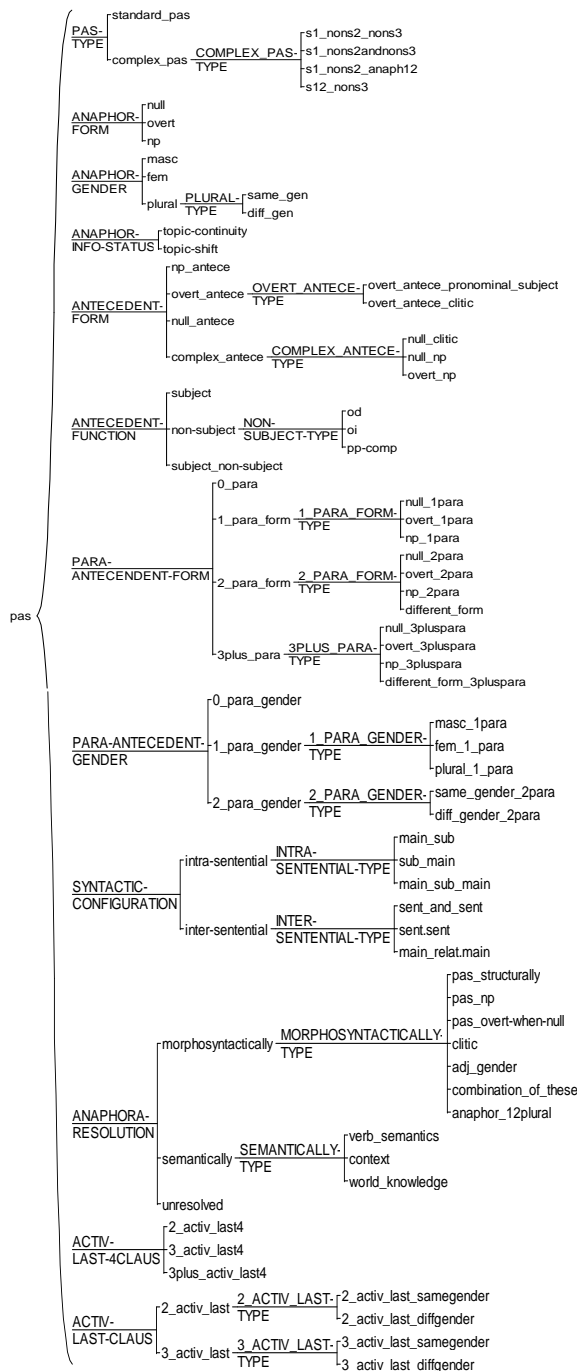 standard_pas
PAS-
TYPE
complex_pas
COMPLEX_PAS-
TYPE
s1_nons2_nons3
s1_nons2andnons3
s1_nons2_anaph12
s12_nons3
ANAPHOR-
FORM
null
overt
np
ANAPHOR-
GENDER
masc
fem
plural
PLURAL-
TYPE
same_gen
diff_gen
ANAPHOR-
INFO-STATUS
topic-continuity
topic-shift
ANTECEDENT-
FORM
np_antece
overt_antece
OVERT_ANTECE-
TYPE
overt_antece_pronominal_subject
overt_antece_clitic
null_antece
complex_antece
COMPLEX_ANTECE-
TYPE
null_clitic
null_np
overt_np
ANTECEDENT-
FUNCTION
subject
non-subject
NON-
SUBJECT-TYPE
od
oi
pp-comp
subject_non-subject
PARA-
ANTECENDENT-FORM
0_para
1_para_form
1_PARA_FORM-
TYPE
null_1para
overt_1para
np_1para
2_para_form
2_PARA_FORM-
TYPE
null_2para
overt_2para
np_2para
different_form
3plus_para
3PLUS_PARA-
TYPE
null_3pluspara
overt_3pluspara
np_3pluspara
different_form_3pluspara
pas
PARA-ANTECEDENT-
GENDER
0_para_gender
1_para_gender
1_PARA_GENDER-
TYPE
masc_1para
fem_1_para
plural_1_para
2_para_gender
2_PARA_GENDER-
TYPE
same_gender_2para
diff_gender_2para
SYNTACTIC-
CONFIGURATION
intra-sentential
INTRA-
SENTENTIAL-TYPE
main_sub
sub_main
main_sub_main
inter-sentential
INTER-
SENTENTIAL-TYPE
sent_and_sent
sent.sent
main_relat.main
ANAPHORA-
RESOLUTION
morphosyntactically
MORPHOSYNTACTICALLY-
TYPE
pas_structurally
pas_np
pas_overt-when-null
clitic
adj_gender
combination_of_these
anaphor_12plural
semantically
SEMANTICALLY-
TYPE
verb_semantics
context
world_knowledge
unresolved
ACTIV-
LAST-4CLAUS
2_activ_last4
3_activ_last4
3plus_activ_last4
ACTIV-
LAST-CLAUS
2_activ_last
2_ACTIV_LAST-
TYPE
2_activ_last_samegender
2_activ_last_diffgender
3_activ_last
3_ACTIV_LAST-
TYPE
3_activ_last_samegender
3_activ_last_diffgender